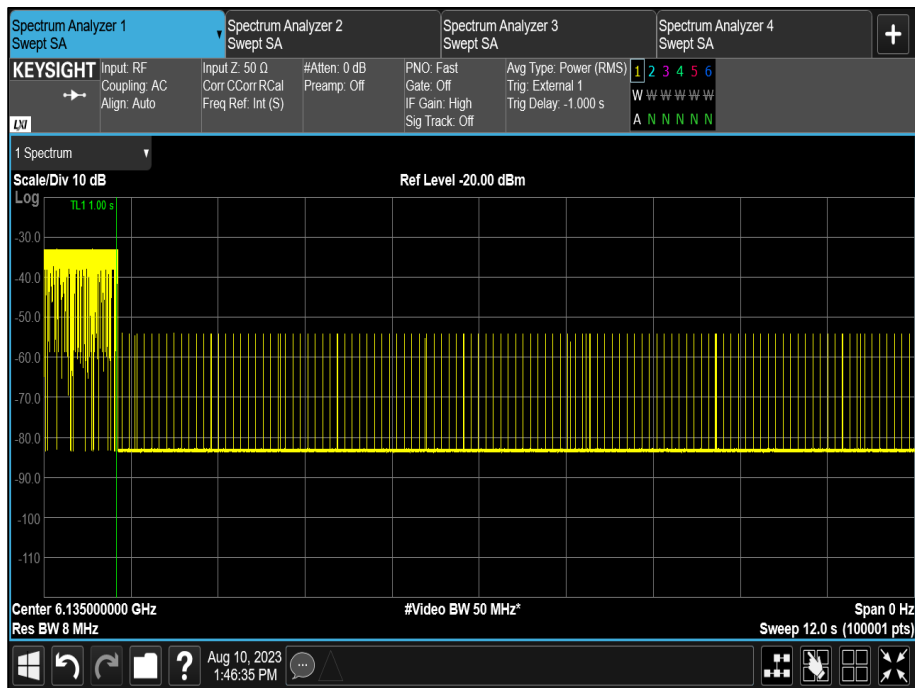 Spectrum Analyzer 1
Swept SA
Spectrum Analyzer 2
Swept SA
Spectrum Analyzer 3
Swept SA
Spectrum Analyzer 4
Swept SA
+
KEYSIGHT
LXI
Input: RF
Coupling: AC
Align: Auto
Input Z: 50 Ω
Corr CCorr RCal
Freq Ref: Int (S)
#Atten: 0 dB
Preamp: Off
PNO: Fast
Gate: Off
IF Gain: High
Sig Track: Off
Avg Type: Power (RMS)
Trig: External 1
Trig Delay: -1.000 s
1 2 3 4 5 6
W W W W W W
A N N N N N
1 Spectrum
Scale/Div 10 dB
Ref Level -20.00 dBm
Log
TL1 1.00 s
-30.0
-40.0
-50.0
-60.0
-70.0
-80.0
-90.0
-100
-110
Center 6.135000000 GHz
#Video BW 50 MHz*
Span 0 Hz
Res BW 8 MHz
Sweep 12.0 s (100001 pts)
?
Aug 10, 2023
1:46:35 PM